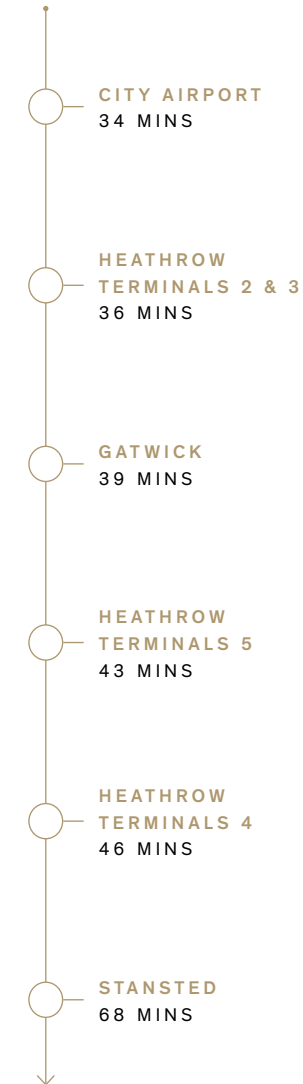 CITY AIRPORT
34 MINS
HEATHROW
TERMINALS 2 & 3
36 MINS
GATWICK
39 MINS
HEATHROW
TERMINALS 5
43 MINS
HEATHROW
TERMINALS 4
46 MINS
STANSTED
68 MINS